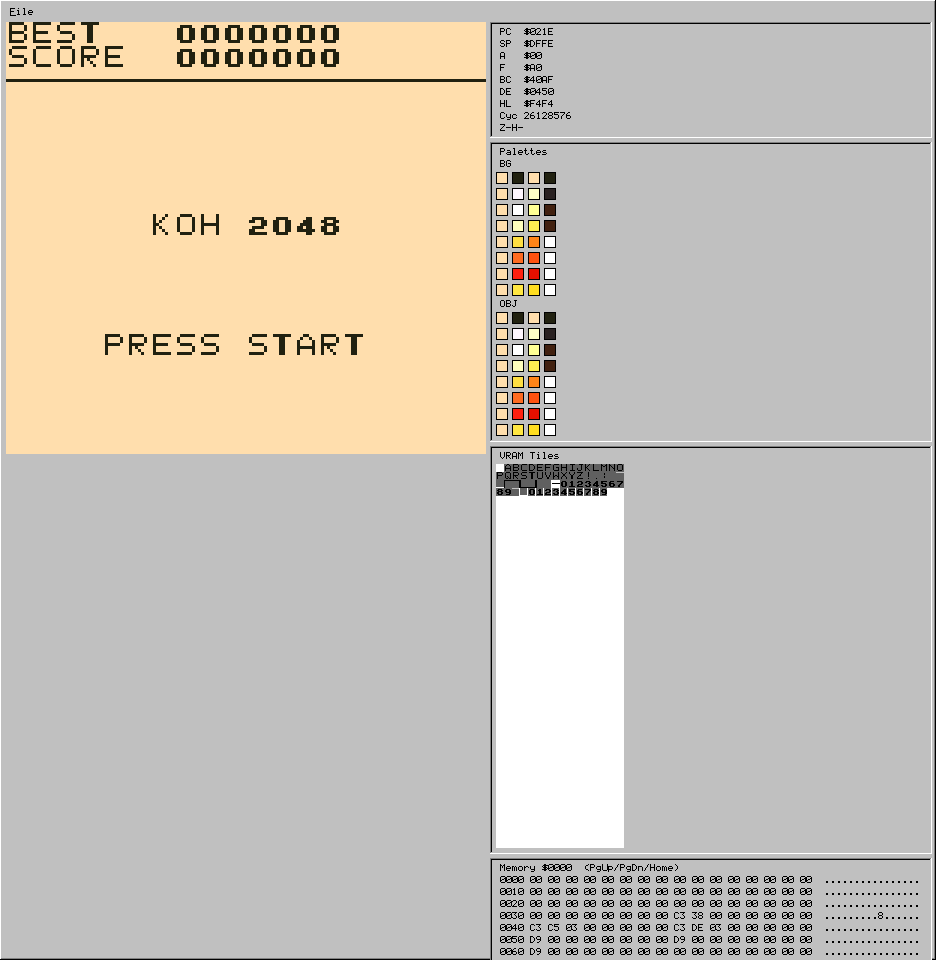 File
BEST 0000000
SCORE 0000000
KOH 2048
PRESS START
PC $021E
SP $DFFE
A $00
F $A0
BC $40AF
DE $0450
HL $F4F4
Cyc 26128576
Z-H-
Palettes
BG
OBJ
VRAM Tiles
ABCDEFGHIJKLMNO
PQRSTUVWXYZ!.:
01234567
89 0123456789
Memory $0000 (PgUp/PgDn/Home)
0000 00 00 00 00 00 00 00 00 00 00 00 00 00 00 00 00 ................
0010 00 00 00 00 00 00 00 00 00 00 00 00 00 00 00 00 ................
0020 00 00 00 00 00 00 00 00 00 00 00 00 00 00 00 00 ................
0030 00 00 00 00 00 00 00 00 C3 38 00 00 00 00 00 00 .........8......
0040 C3 C5 03 00 00 00 00 00 C3 DE 03 00 00 00 00 00 ................
0050 D9 00 00 00 00 00 00 00 D9 00 00 00 00 00 00 00 ................
0060 D9 00 00 00 00 00 00 00 00 00 00 00 00 00 00 00 ................